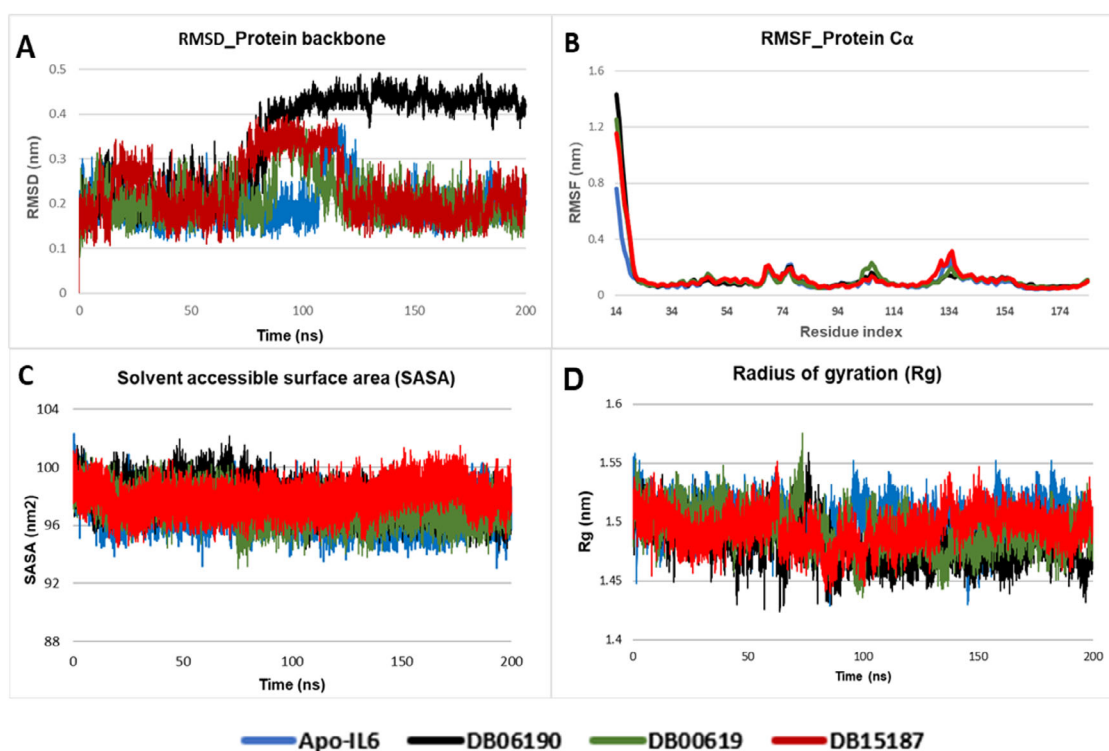 A
RMSD_Protein backbone
RMSD (nm)
0.5
0.4
0.3
0.2
0.1
0
0
50
100
150
200
Time (ns)
B
RMSF_Protein Cα
RMSF (nm)
1.6
1.2
0.8
0.4
0
14
34
54
74
94
114
134
154
174
Residue index
C
Solvent accessible surface area (SASA)
SASA (nm2)
104
100
96
92
88
0
50
100
150
200
Time (ns)
D
Radius of gyration (Rg)
Rg (nm)
1.6
1.55
1.5
1.45
1.4
0
50
100
150
200
Time (ns)
Apo-IL6 DB06190 DB00619 DB15187